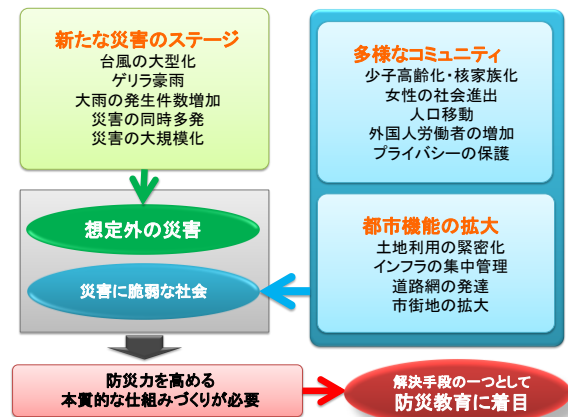 新たな災害のステージ
台風の大型化
ゲリラ豪雨
大雨の発生件数増加
災害の同時多発
災害の大規模化
多様なコミュニティ
少子高齢化・核家族化
女性の社会進出
人口移動
外国人労働者の増加
プライバシーの保護
都市機能の拡大
土地利用の緊密化
インフラの集中管理
道路網の発達
市街地の拡大
想定外の災害
災害に脆弱な社会
防災力を高める
本質的な仕組みづくりが必要
解決手段の一つとして
防災教育に着目